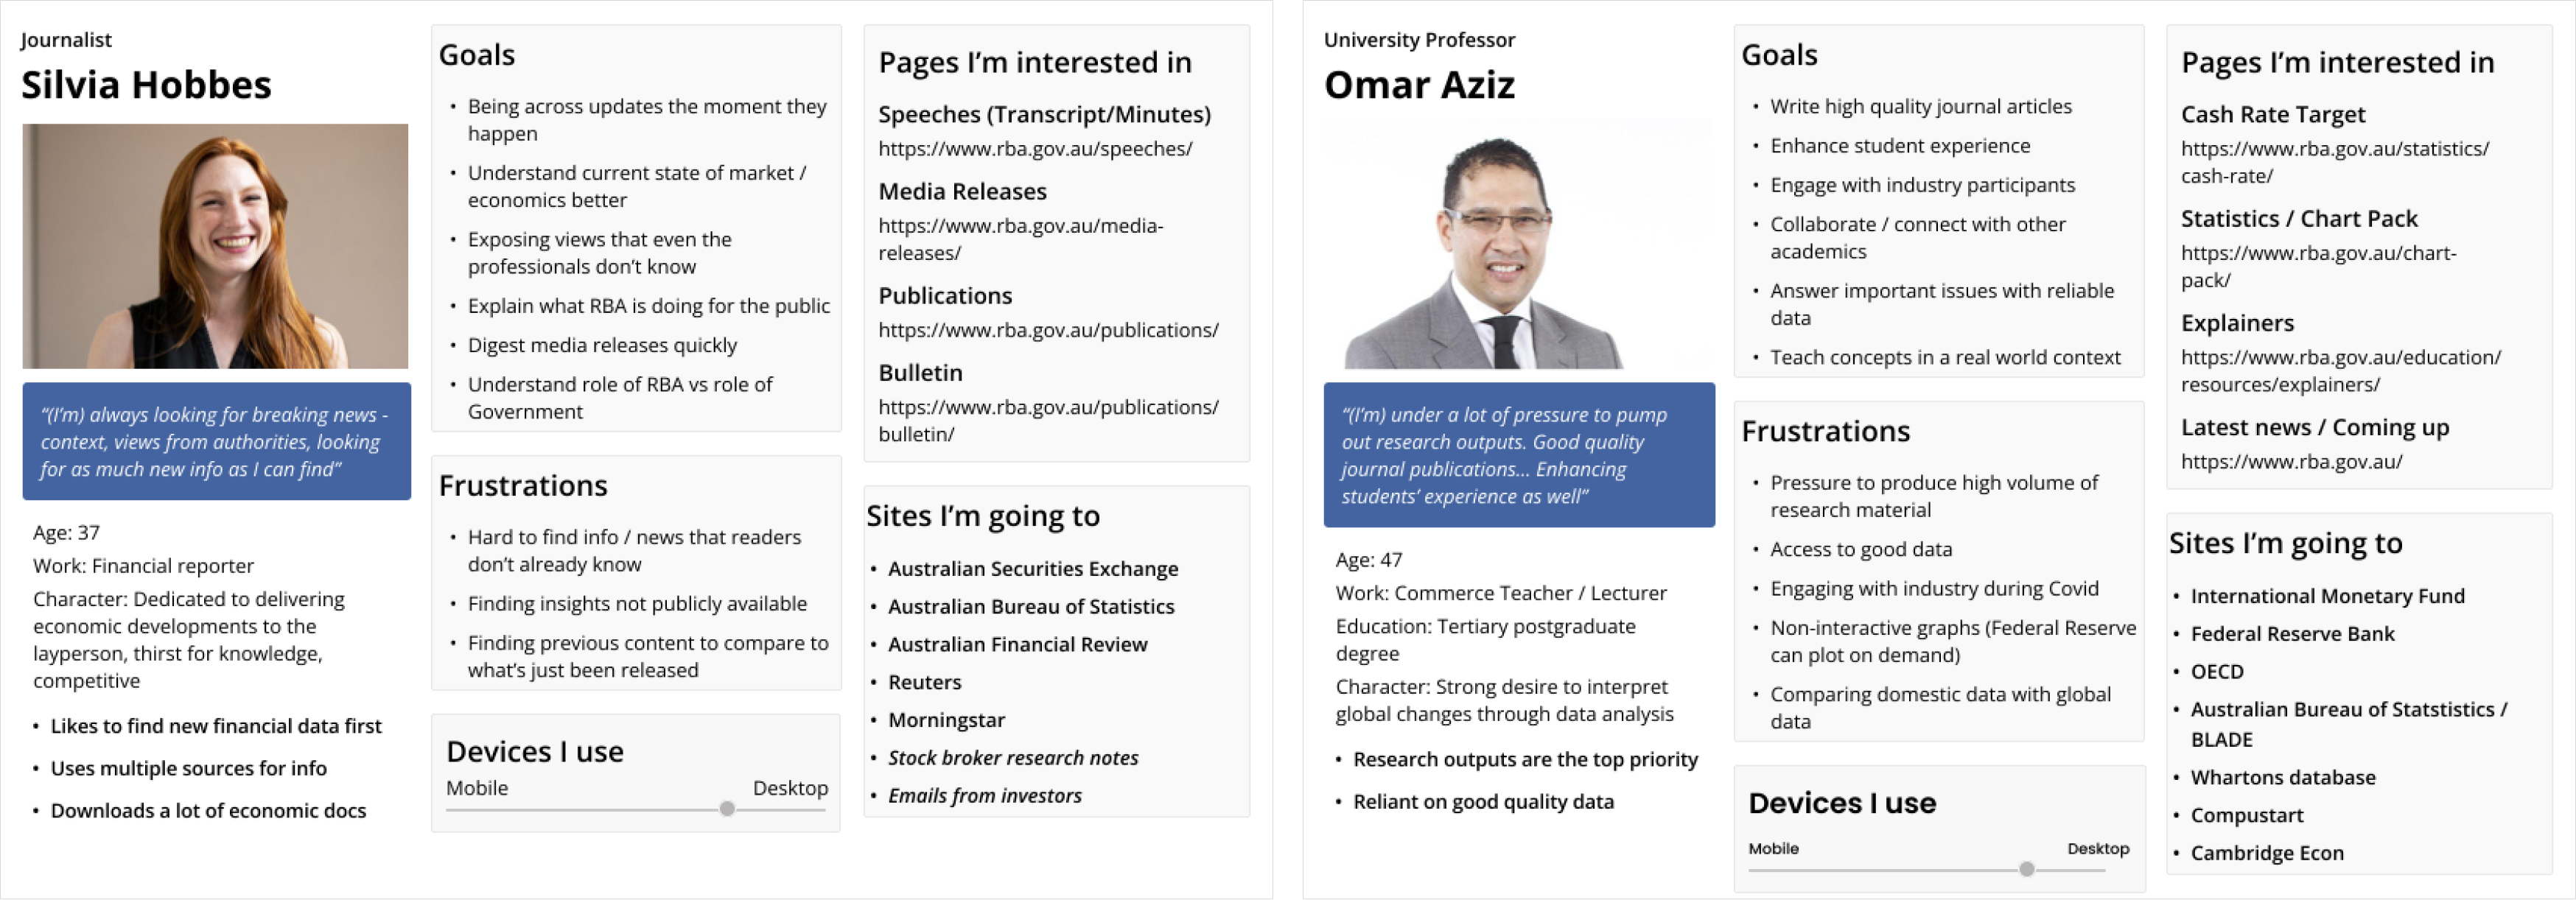 Journalist
Silvia Hobbes
“(I’m) always looking for breaking news -
context, views from authorities, looking
for as much new info as I can find”
Age: 37
Work: Financial reporter
Character: Dedicated to delivering
economic developments to the
layperson, thirst for knowledge,
competitive
• Likes to find new financial data first
• Uses multiple sources for info
• Downloads a lot of economic docs
Goals
• Being across updates the moment they
happen
• Understand current state of market /
economics better
• Exposing views that even the
professionals don’t know
• Explain what RBA is doing for the public
• Digest media releases quickly
• Understand role of RBA vs role of
Government
Frustrations
• Hard to find info / news that readers
don’t already know
• Finding insights not publicly available
• Finding previous content to compare to
what’s just been released
Devices I use
Mobile Desktop
Pages I’m interested in
Speeches (Transcript/Minutes)
https://www.rba.gov.au/speeches/
Media Releases
https://www.rba.gov.au/media-
releases/
Publications
https://www.rba.gov.au/publications/
Bulletin
https://www.rba.gov.au/publications/
bulletin/
Sites I’m going to
• Australian Securities Exchange
• Australian Bureau of Statistics
• Australian Financial Review
• Reuters
• Morningstar
• Stock broker research notes
• Emails from investors
University Professor
Omar Aziz
“(I’m) under a lot of pressure to pump
out research outputs. Good quality
journal publications... Enhancing
students’ experience as well”
Age: 47
Work: Commerce Teacher / Lecturer
Education: Tertiary postgraduate
degree
Character: Strong desire to interpret
global changes through data analysis
• Research outputs are the top priority
• Reliant on good quality data
Goals
• Write high quality journal articles
• Enhance student experience
• Engage with industry participants
• Collaborate / connect with other
academics
• Answer important issues with reliable
data
• Teach concepts in a real world context
Frustrations
• Pressure to produce high volume of
research material
• Access to good data
• Engaging with industry during Covid
• Non-interactive graphs (Federal Reserve
can plot on demand)
• Comparing domestic data with global
data
Devices I use
Mobile Desktop
Pages I’m interested in
Cash Rate Target
https://www.rba.gov.au/statistics/
cash-rate/
Statistics / Chart Pack
https://www.rba.gov.au/chart-
pack/
Explainers
https://www.rba.gov.au/education/
resources/explainers/
Latest news / Coming up
https://www.rba.gov.au/
Sites I’m going to
• International Monetary Fund
• Federal Reserve Bank
• OECD
• Australian Bureau of Statstistics /
BLADE
• Whartons database
• Compustart
• Cambridge Econ